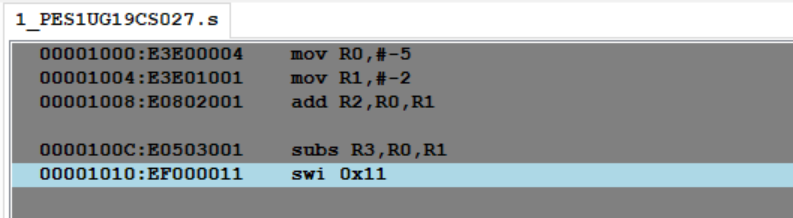 1_PES1UG19CS027.s
00001000:E3E00004 mov R0,#-5
00001004:E3E01001 mov R1,#-2
00001008:E0802001 add R2,R0,R1
0000100C:E0503001 subs R3,R0,R1
00001010:EF000011 swi 0x11